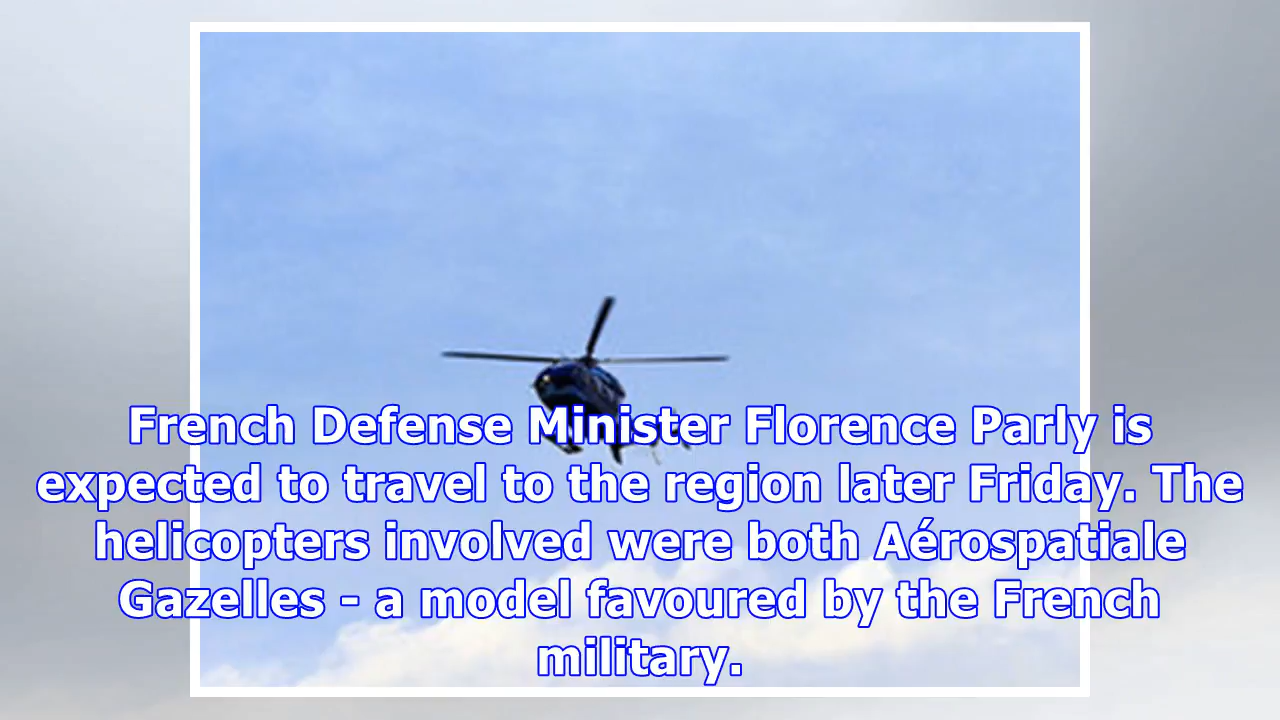 French Defense Minister Florence Parly is
expected to travel to the region later Friday. The
helicopters involved were both Aérospatiale
Gazelles - a model favoured by the French
military.